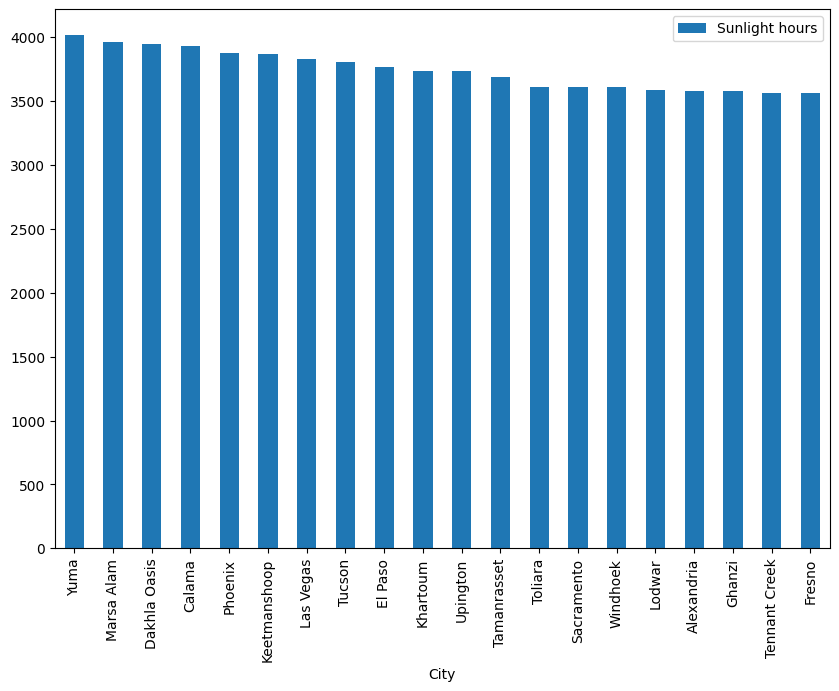 Sunlight hours
4000
3500
3000
2500
2000
1500
1000
500
0
Yuma
Marsa Alam
Dakhla Oasis
Calama
Phoenix
Keetmanshoop
Las Vegas
Tucson
El Paso
Khartoum
Upington
Tamanrasset
Toliara
Sacramento
Windhoek
Lodwar
Alexandria
Ghanzi
Tennant Creek
Fresno
City